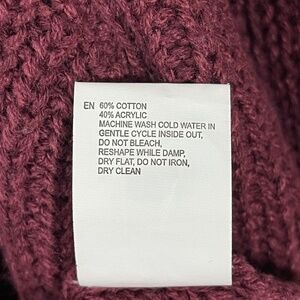 EN 60% COTTON
40% ACRYLIC
MACHINE WASH COLD WATER IN
GENTLE CYCLE INSIDE OUT,
DO NOT BLEACH,
RESHAPE WHILE DAMP,
DRY FLAT, DO NOT IRON,
DRY CLEAN